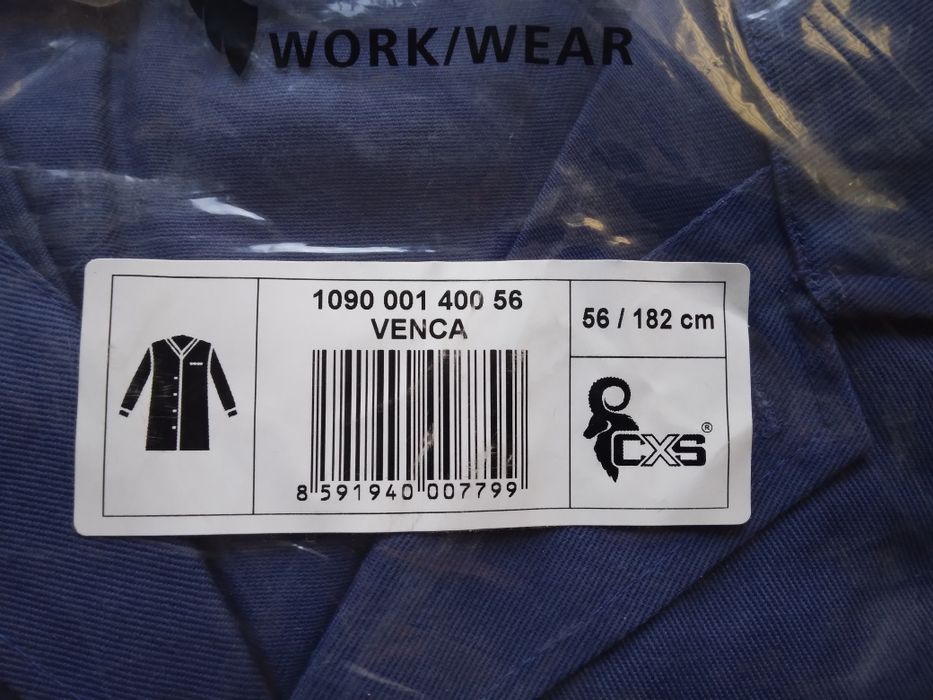 WORK/WEAR
1090 001 400 56
VENCA
56 / 182 cm
CXS®
8 591940 007799